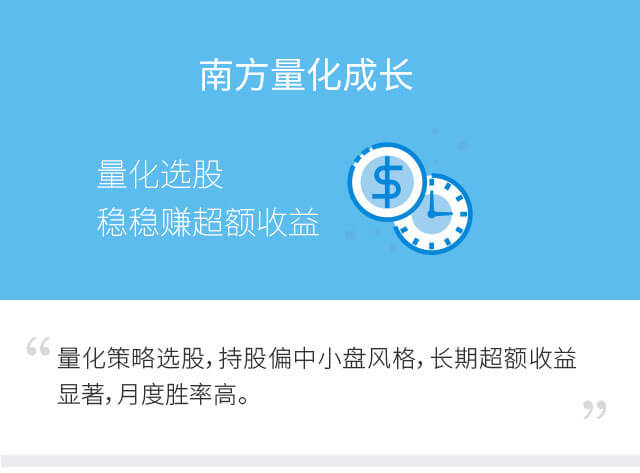 南方量化成长
量化选股
稳稳赚超额收益
$
“量化策略选股，持股偏中小盘风格，长期超额收益
显著，月度胜率高。”